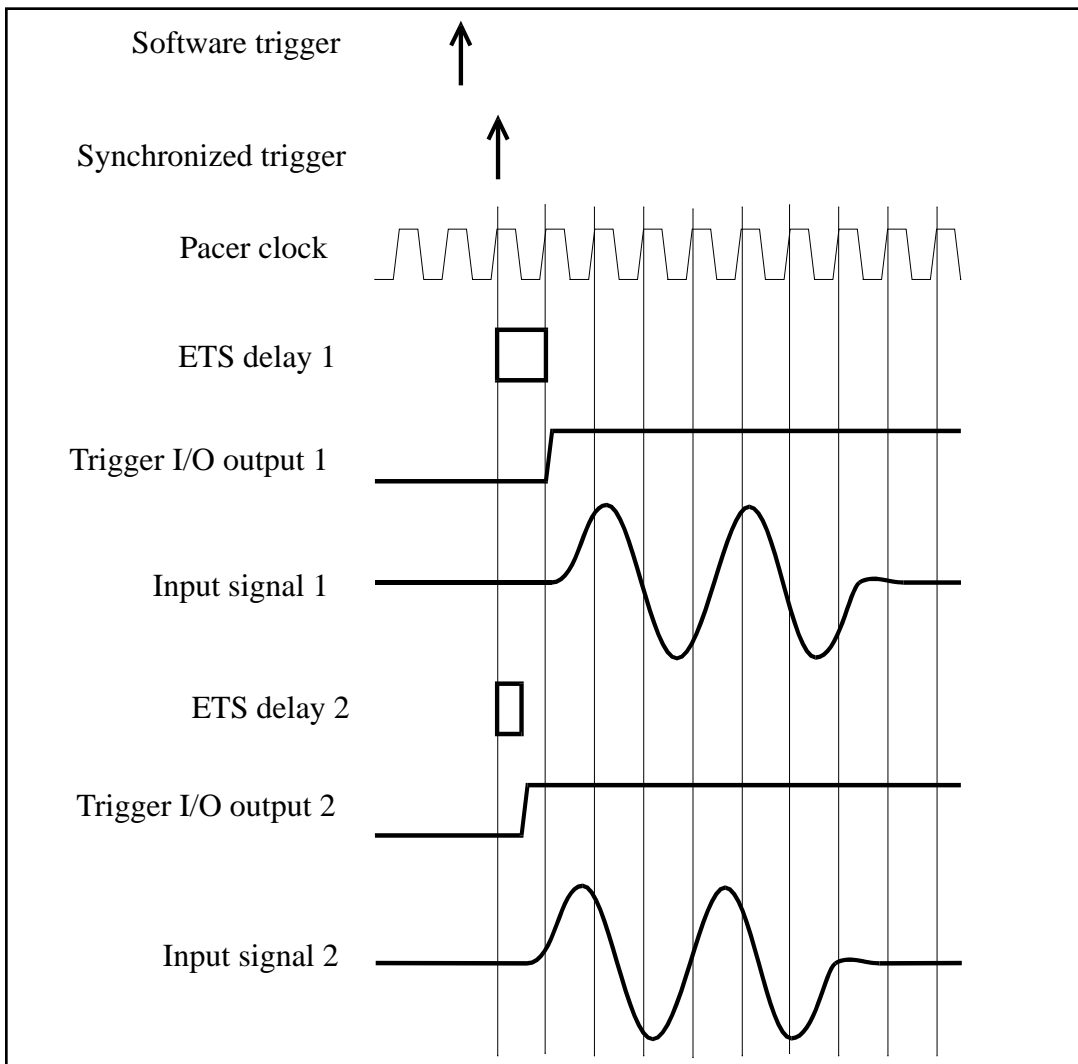 Software trigger
Synchronized trigger
Pacer clock
ETS delay 1
Trigger I/O output 1
Input signal 1
ETS delay 2
Trigger I/O output 2
Input signal 2